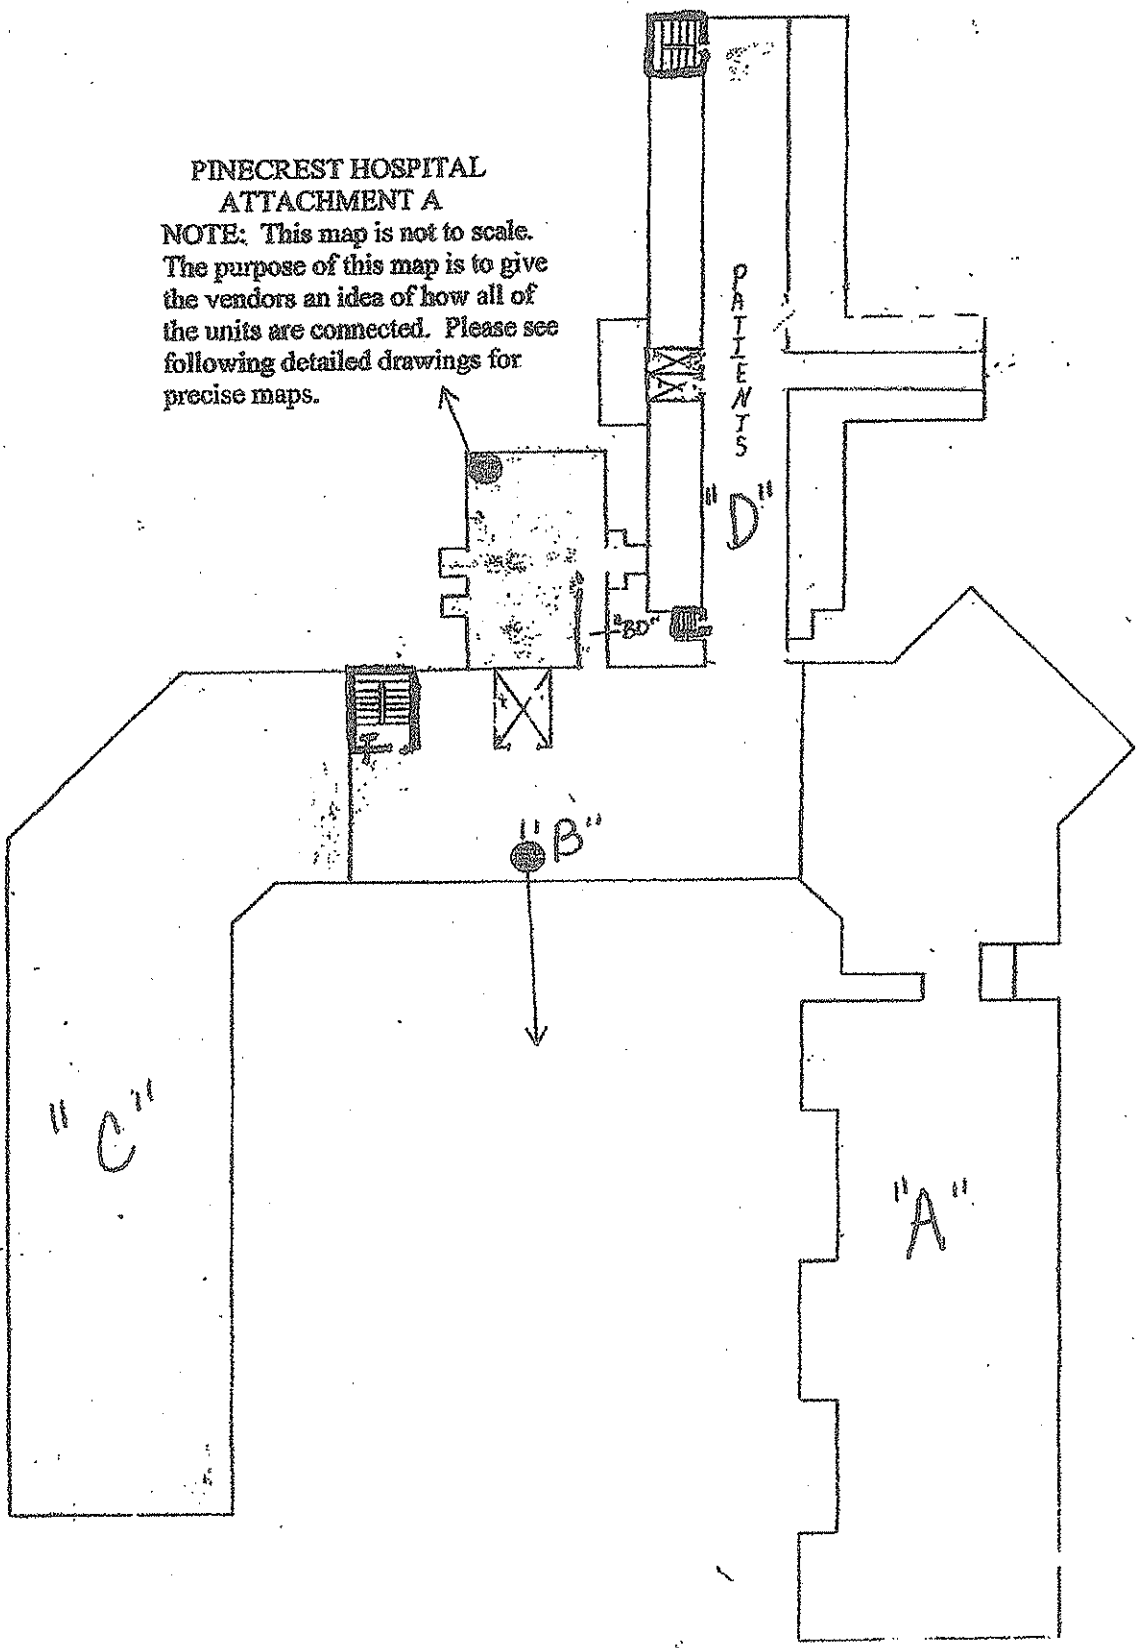 PINECREST HOSPITAL
ATTACHMENT A
NOTE: This map is not to scale.
The purpose of this map is to give
the vendors an idea of how all of
the units are connected. Please see
following detailed drawings for
precise maps.
PATIENTS
"D"
"BD"
"B"
"C"
"A"